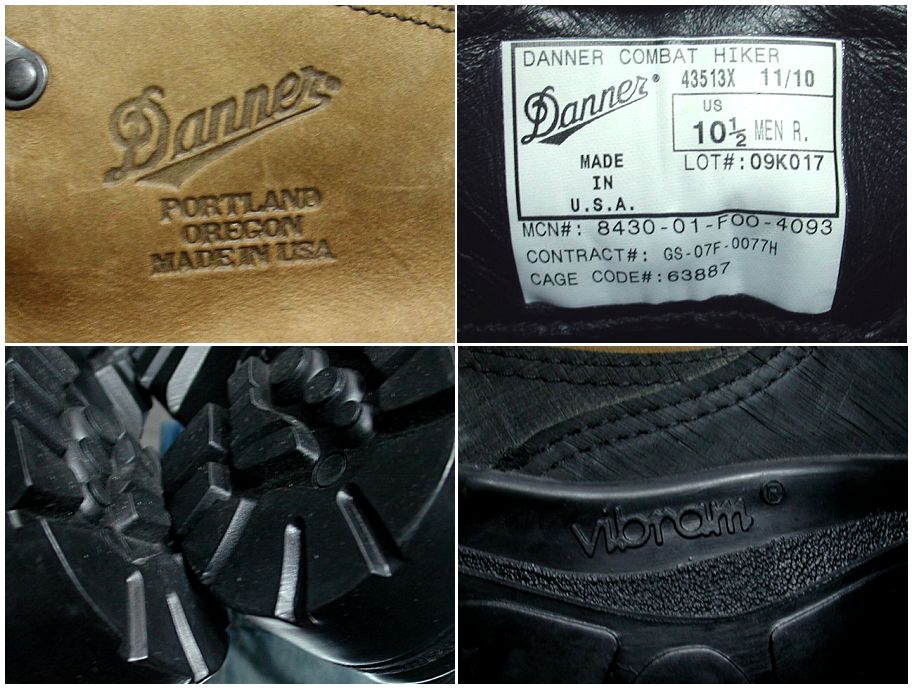 Danner
PORTLAND
OREGON
MADE IN USA
DANNER COMBAT HIKER
Danner®
43513X 11/10
US
10½ MEN R.
MADE
IN
U.S.A.
LOT#:09K017
MCN#: 8430-01-F00-4093
CONTRACT#: GS-07F-0077H
CAGE CODE#:63887
vibram®